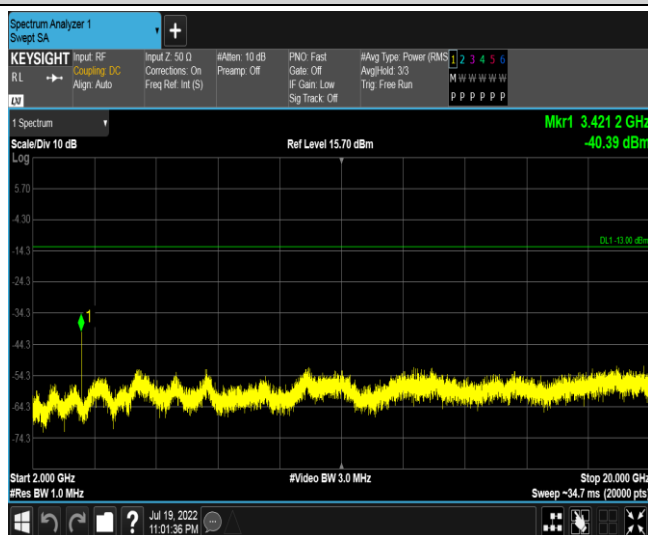 Spectrum Analyzer 1
Swept SA
+
KEYSIGHT
RL
Input: RF
Coupling: DC
Align: Auto
Input Z: 50 Ω
Corrections: On
Freq Ref: Int (S)
#Atten: 10 dB
Preamp: Off
PNO: Fast
Gate: Off
IF Gain: Low
Sig Track: Off
#Avg Type: Power (RMS
Avg|Hold: 3/3
Trig: Free Run
1 2 3 4 5 6
M W W W W W
P P P P P P
LXI
1 Spectrum
Mkr1 3.421 2 GHz
Scale/Div 10 dB
Ref Level 15.70 dBm
-40.39 dBm
Log
5.70
-4.30
DL1 -13.00 dBm
-14.3
-24.3
-34.3
1
-44.3
-54.3
-64.3
-74.3
Start 2.000 GHz
#Video BW 3.0 MHz
Stop 20.000 GHz
#Res BW 1.0 MHz
Sweep ~34.7 ms (20000 pts)
?
Jul 19, 2022
11:01:36 PM